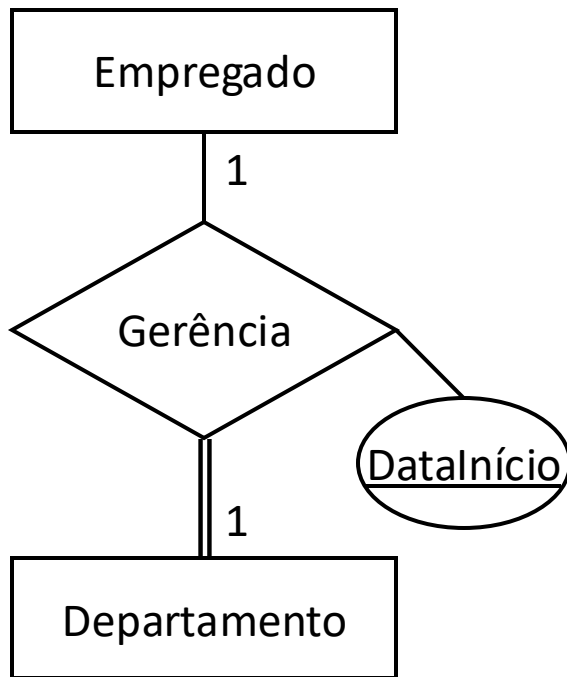 Empregado
1
Gerência
DataInício
1
Departamento